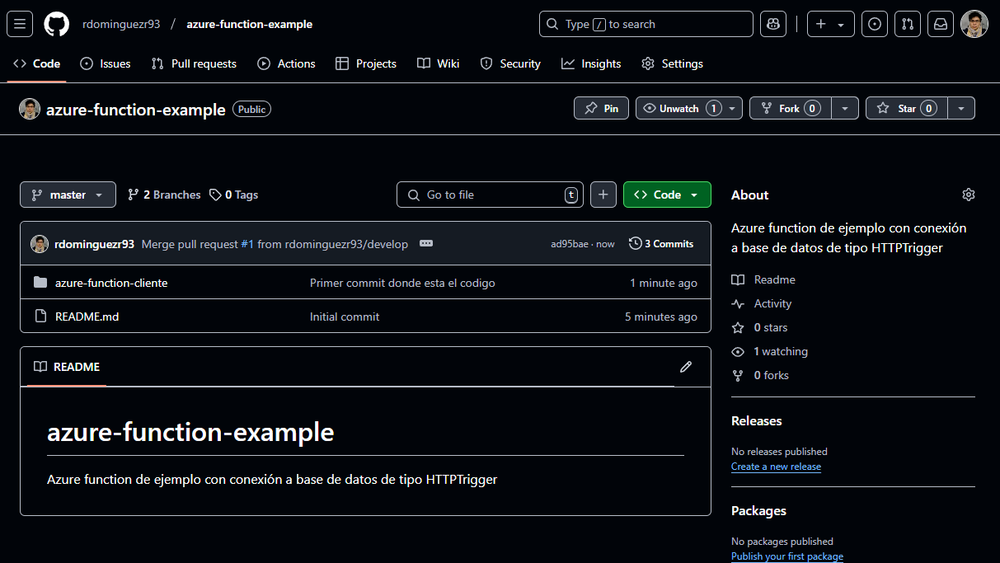 rdominguezr93 / azure-function-example Type / to search
Code Issues Pull requests Actions Projects Wiki Security Insights Settings
azure-function-example Public Pin Unwatch 1 Fork 0 Star 0
master 2 Branches 0 Tags Go to file t + Code
rdominguezr93 Merge pull request #1 from rdominguezr93/develop ad95bae · now 3 Commits
azure-function-cliente Primer commit donde esta el codigo 1 minute ago
README.md Initial commit 5 minutes ago
README
azure-function-example
Azure function de ejemplo con conexión a base de datos de tipo HTTPTrigger
About
Azure function de ejemplo con conexión
a base de datos de tipo HTTPTrigger
Readme
Activity
0 stars
1 watching
0 forks
Releases
No releases published
Create a new release
Packages
No packages published
Publish your first package